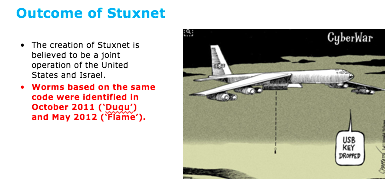 Outcome of Stuxnet
• The creation of Stuxnet is
believed to be a joint
operation of the United
States and Israel.
• Worms based on the same
code were identified in
October 2011 (‘Duqu’)
and May 2012 (‘Flame’).
CyberWar
USB
KEY
DROPPED